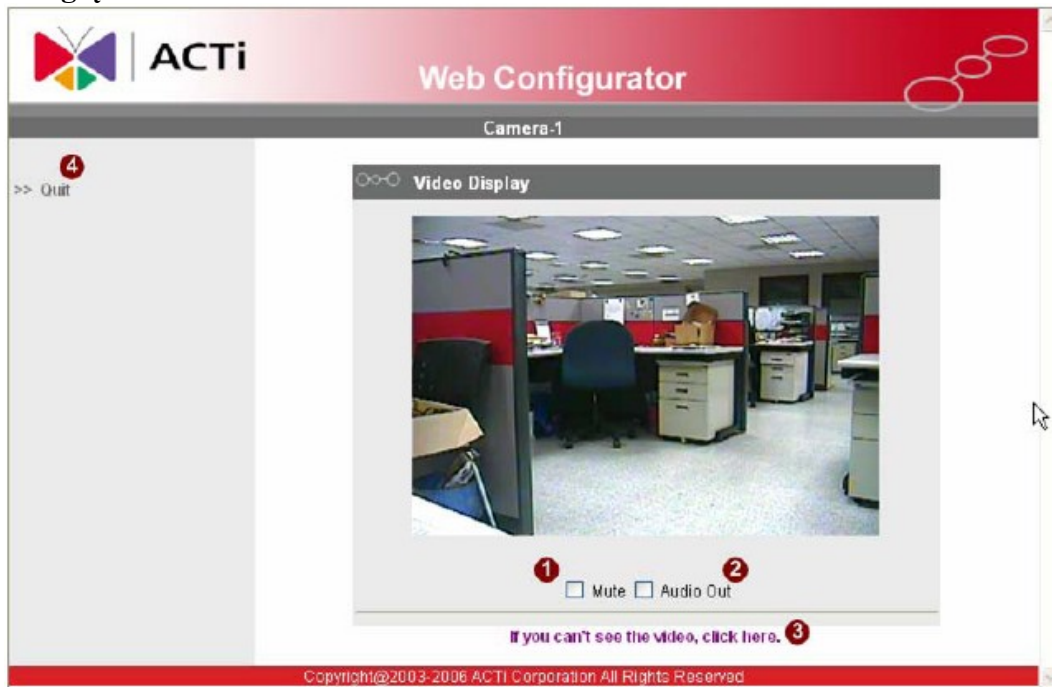 ACTi
Web Configurator
Camera-1
4
>> Quit
Video Display
1
2
Mute
Audio Out
If you can't see the video, click here. 3
Copyright@2003-2006 ACTi Corporation All Rights Reserved